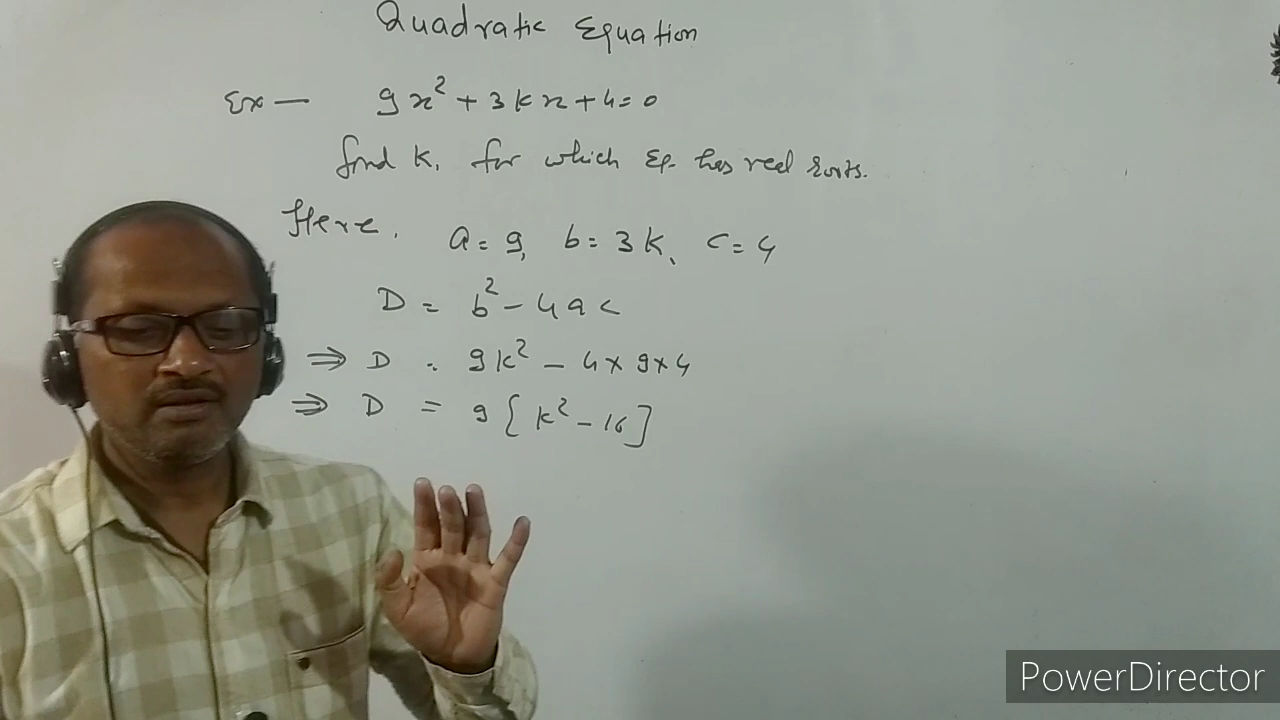 Quadratic Equation
Ex — 9x² + 3kx + 4 = 0
find k, for which Eq. has real roots.
Here, a = 9, b = 3k, c = 4
D = b² - 4ac
⇒ D = 9k² - 4×9×4
⇒ D = 9[k² - 16]
PowerDirector